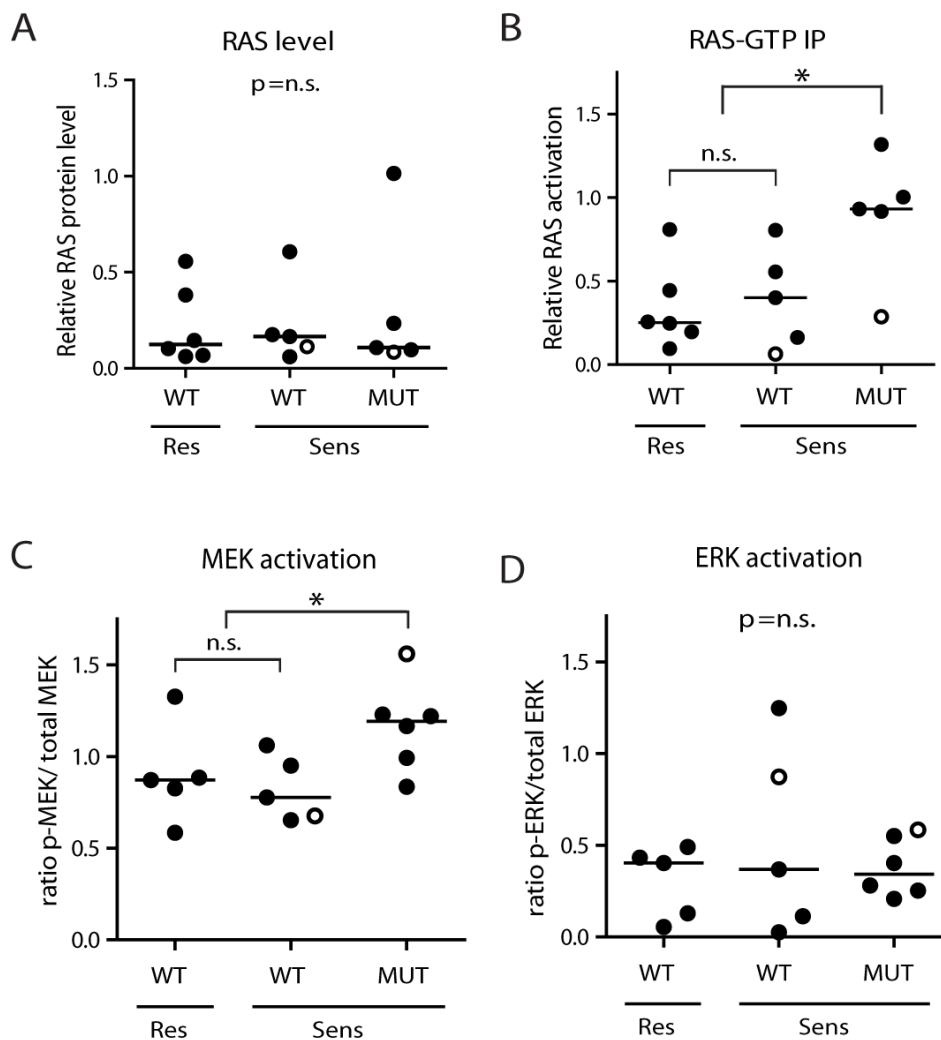 A
RAS level
p=n.s.
Relative RAS protein level
1.5
1.0
0.5
0.0
WT
WT
MUT
Res
Sens
B
RAS-GTP IP
*
n.s.
Relative RAS activation
1.5
1.0
0.5
0.0
WT
WT
MUT
Res
Sens
C
MEK activation
*
n.s.
ratio p-MEK/ total MEK
1.5
1.0
0.5
0.0
WT
WT
MUT
Res
Sens
D
ERK activation
p=n.s.
ratio p-ERK/total ERK
1.5
1.0
0.5
0.0
WT
WT
MUT
Res
Sens